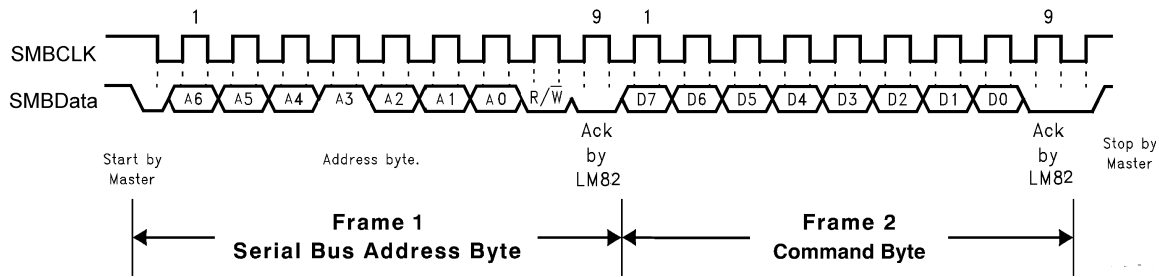 1 9 1 9
SMBCLK
SMBData A6 A5 A4 A3 A2 A1 A0 R/W̅ D7 D6 D5 D4 D3 D2 D1 D0
Start by
Master
Address byte.
Ack
by
LM82
Ack
by
LM82
Stop by
Master
Frame 1
Serial Bus Address Byte
Frame 2
Command Byte